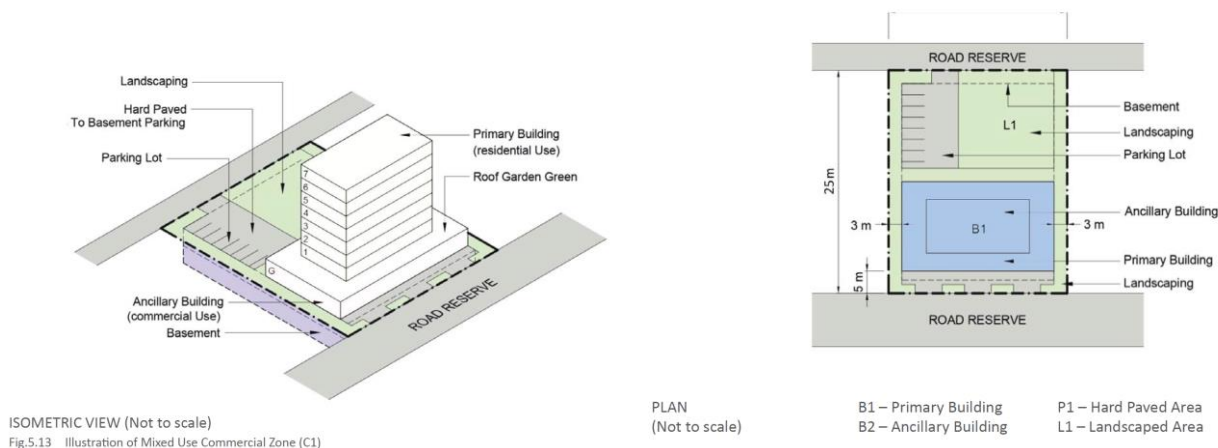 Landscaping
Hard Paved
To Basement Parking
Parking Lot
Primary Building
(residential Use)
Roof Garden Green
7
6
5
4
3
2
1
G
Ancillary Building
(commercial Use)
Basement
ROAD RESERVE
ISOMETRIC VIEW (Not to scale)
Fig.5.13 Illustration of Mixed Use Commercial Zone (C1)
ROAD RESERVE
Basement
L1
Landscaping
Parking Lot
25 m
Ancillary Building
3 m
B1
3 m
Primary Building
5 m
Landscaping
ROAD RESERVE
PLAN
(Not to scale)
B1 – Primary Building
B2 – Ancillary Building
P1 – Hard Paved Area
L1 – Landscaped Area